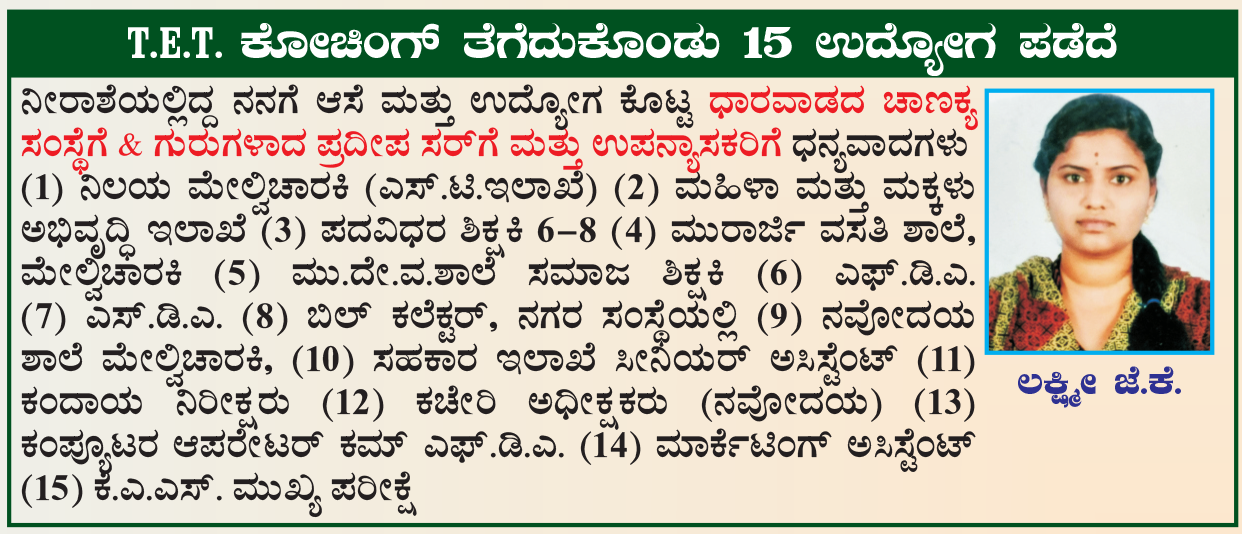 T.E.T. ಕೋಚಿಂಗ್ ತೆಗೆದುಕೊಂಡು 15 ಉದ್ಯೋಗ ಪಡೆದೆ
ನೀರಾಶೆಯಲ್ಲಿದ್ದ ನನಗೆ ಆಸೆ ಮತ್ತು ಉದ್ಯೋಗ ಕೊಟ್ಟ ಧಾರವಾಡದ ಚಾಣಕ್ಯ
ಸಂಸ್ಥೆಗೆ & ಗುರುಗಳಾದ ಪ್ರದೀಪ ಸರ್‌ಗೆ ಮತ್ತು ಉಪನ್ಯಾಸಕರಿಗೆ ಧನ್ಯವಾದಗಳು
(1) ನಿಲಯ ಮೇಲ್ವಿಚಾರಕಿ (ಎಸ್.ಟಿ.ಇಲಾಖೆ) (2) ಮಹಿಳಾ ಮತ್ತು ಮಕ್ಕಳು
ಅಭಿವೃದ್ಧಿ ಇಲಾಖೆ (3) ಪದವಿಧರ ಶಿಕ್ಷಕಿ 6–8 (4) ಮುರಾರ್ಜಿ ವಸತಿ ಶಾಲೆ,
ಮೇಲ್ವಿಚಾರಕಿ (5) ಮು.ದೇ.ವ.ಶಾಲೆ ಸಮಾಜ ಶಿಕ್ಷಕಿ (6) ಎಫ್.ಡಿ.ಎ.
(7) ಎಸ್.ಡಿ.ಎ. (8) ಬಿಲ್ ಕಲೆಕ್ಟರ್, ನಗರ ಸಂಸ್ಥೆಯಲ್ಲಿ (9) ನವೋದಯ
ಶಾಲೆ ಮೇಲ್ವಿಚಾರಕಿ, (10) ಸಹಕಾರ ಇಲಾಖೆ ಸೀನಿಯರ್ ಅಸಿಸ್ಟೆಂಟ್ (11)
ಕಂದಾಯ ನಿರೀಕ್ಷರು (12) ಕಚೇರಿ ಅಧೀಕ್ಷಕರು (ನವೋದಯ) (13)
ಕಂಪ್ಯೂಟರ ಆಪರೇಟರ್ ಕಮ್ ಎಫ್.ಡಿ.ಎ. (14) ಮಾರ್ಕೆಟಿಂಗ್ ಅಸಿಸ್ಟೆಂಟ್
(15) ಕೆ.ಎ.ಎಸ್. ಮುಖ್ಯ ಪರೀಕ್ಷೆ
ಲಕ್ಷ್ಮೀ ಜೆ.ಕೆ.